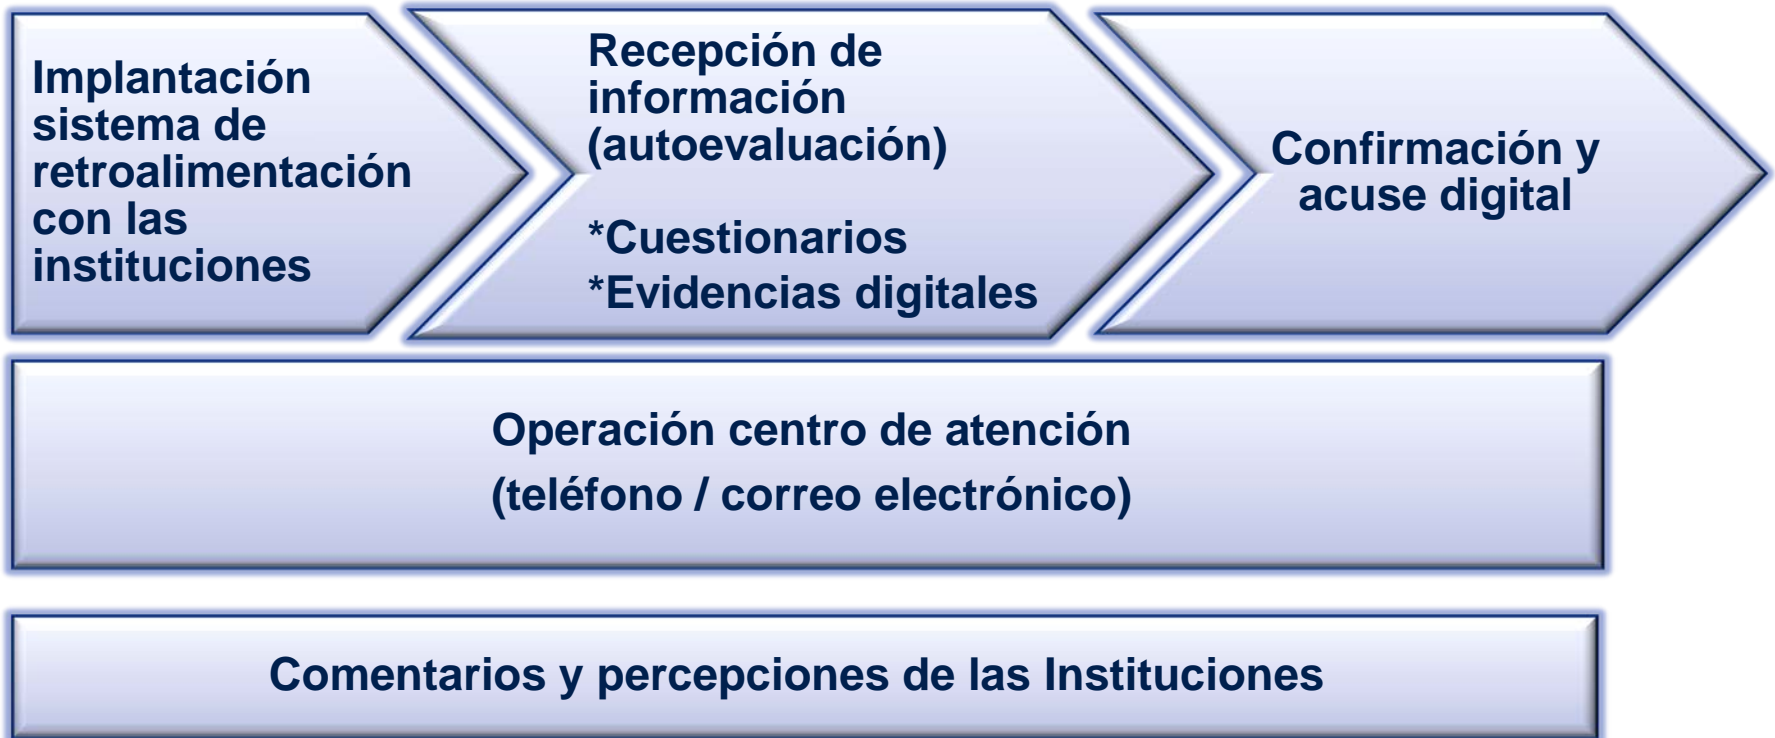 Implantación
sistema de
retroalimentación
con las
instituciones
Recepción de
información
(autoevaluación)
*Cuestionarios
*Evidencias digitales
Confirmación y
acuse digital
Operación centro de atención
(teléfono / correo electrónico)
Comentarios y percepciones de las Instituciones